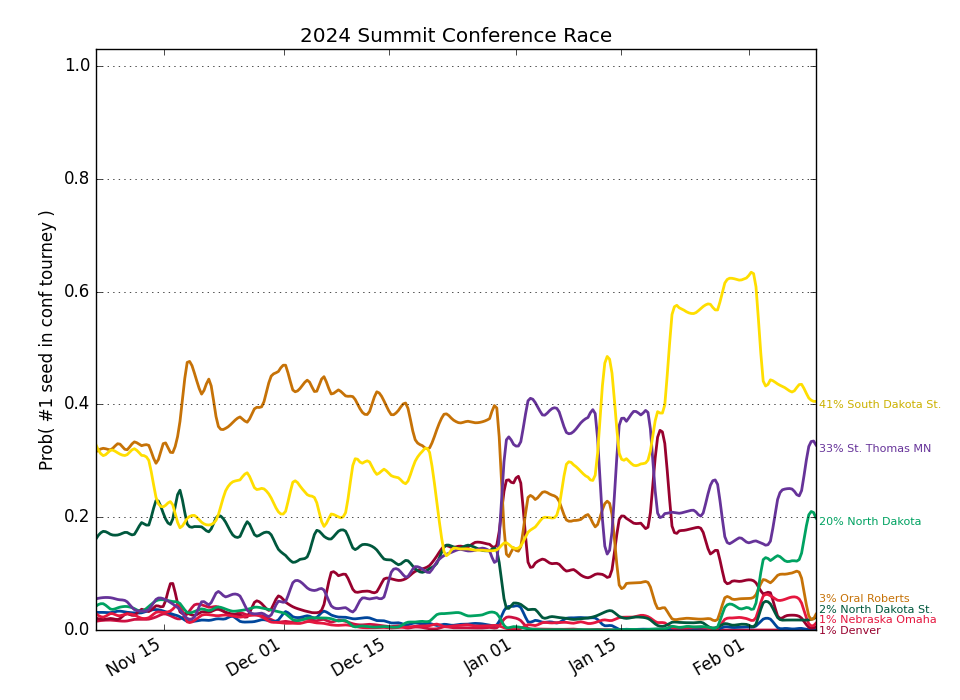 2024 Summit Conference Race
Prob( #1 seed in conf tourney )
1.0
0.8
0.6
0.4
0.2
0.0
41% South Dakota St.
33% St. Thomas MN
20% North Dakota
3% Oral Roberts
2% North Dakota St.
1% Nebraska Omaha
1% Denver
Nov 15
Dec 01
Dec 15
Jan 01
Jan 15
Feb 01